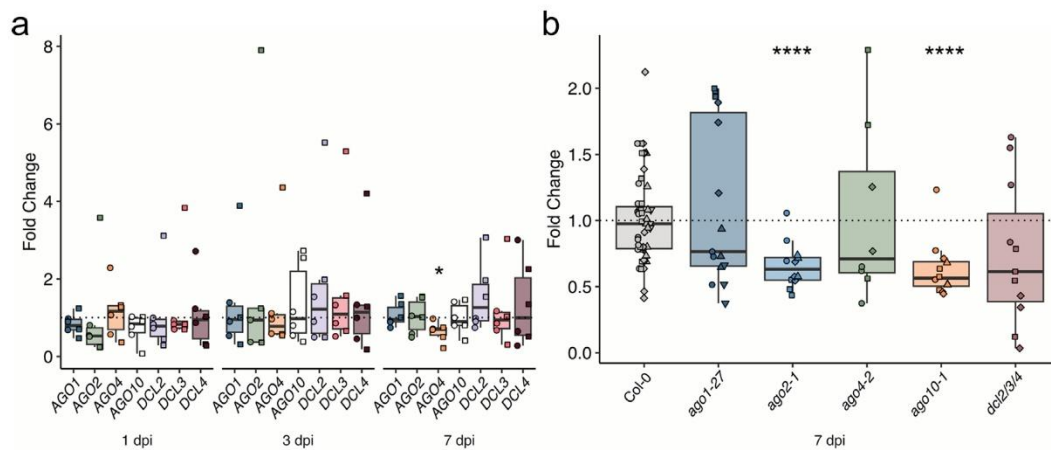 a
Fold Change
8
6
4
2
0
*
AGO1 AGO2 AGO4 AGO10 DCL2 DCL3 DCL4 AGO1 AGO2 AGO4 AGO10 DCL2 DCL3 DCL4 AGO1 AGO2 AGO4 AGO10 DCL2 DCL3 DCL4
1 dpi 3 dpi 7 dpi
b
Fold Change
**** ****
2.0
1.5
1.0
0.5
0.0
Col-0 ago1-27 ago2-1 ago4-2 ago10-1 dcl2/3/4
7 dpi